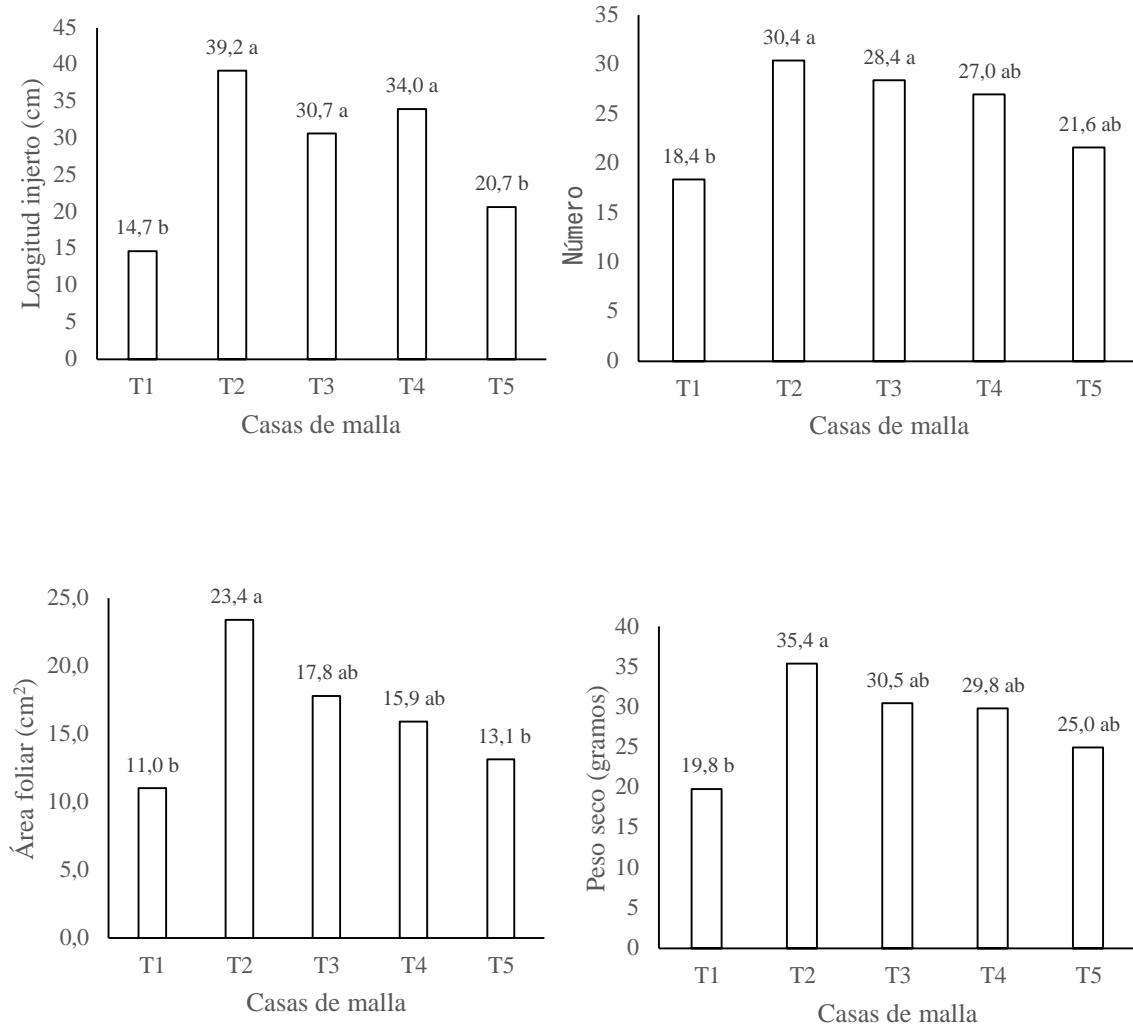 Longitud injerto (cm)
45
40
35
30
25
20
15
10
5
0
14,7 b
39,2 a
30,7 a
34,0 a
20,7 b
T1 T2 T3 T4 T5
Casas de malla
Número
35
30
25
20
15
10
5
0
18,4 b
30,4 a
28,4 a
27,0 ab
21,6 ab
T1 T2 T3 T4 T5
Casas de malla
Área foliar (cm²)
25,0
20,0
15,0
10,0
5,0
0,0
11,0 b
23,4 a
17,8 ab
15,9 ab
13,1 b
T1 T2 T3 T4 T5
Casas de malla
Peso seco (gramos)
40
35
30
25
20
15
10
5
0
19,8 b
35,4 a
30,5 ab
29,8 ab
25,0 ab
T1 T2 T3 T4 T5
Casas de malla